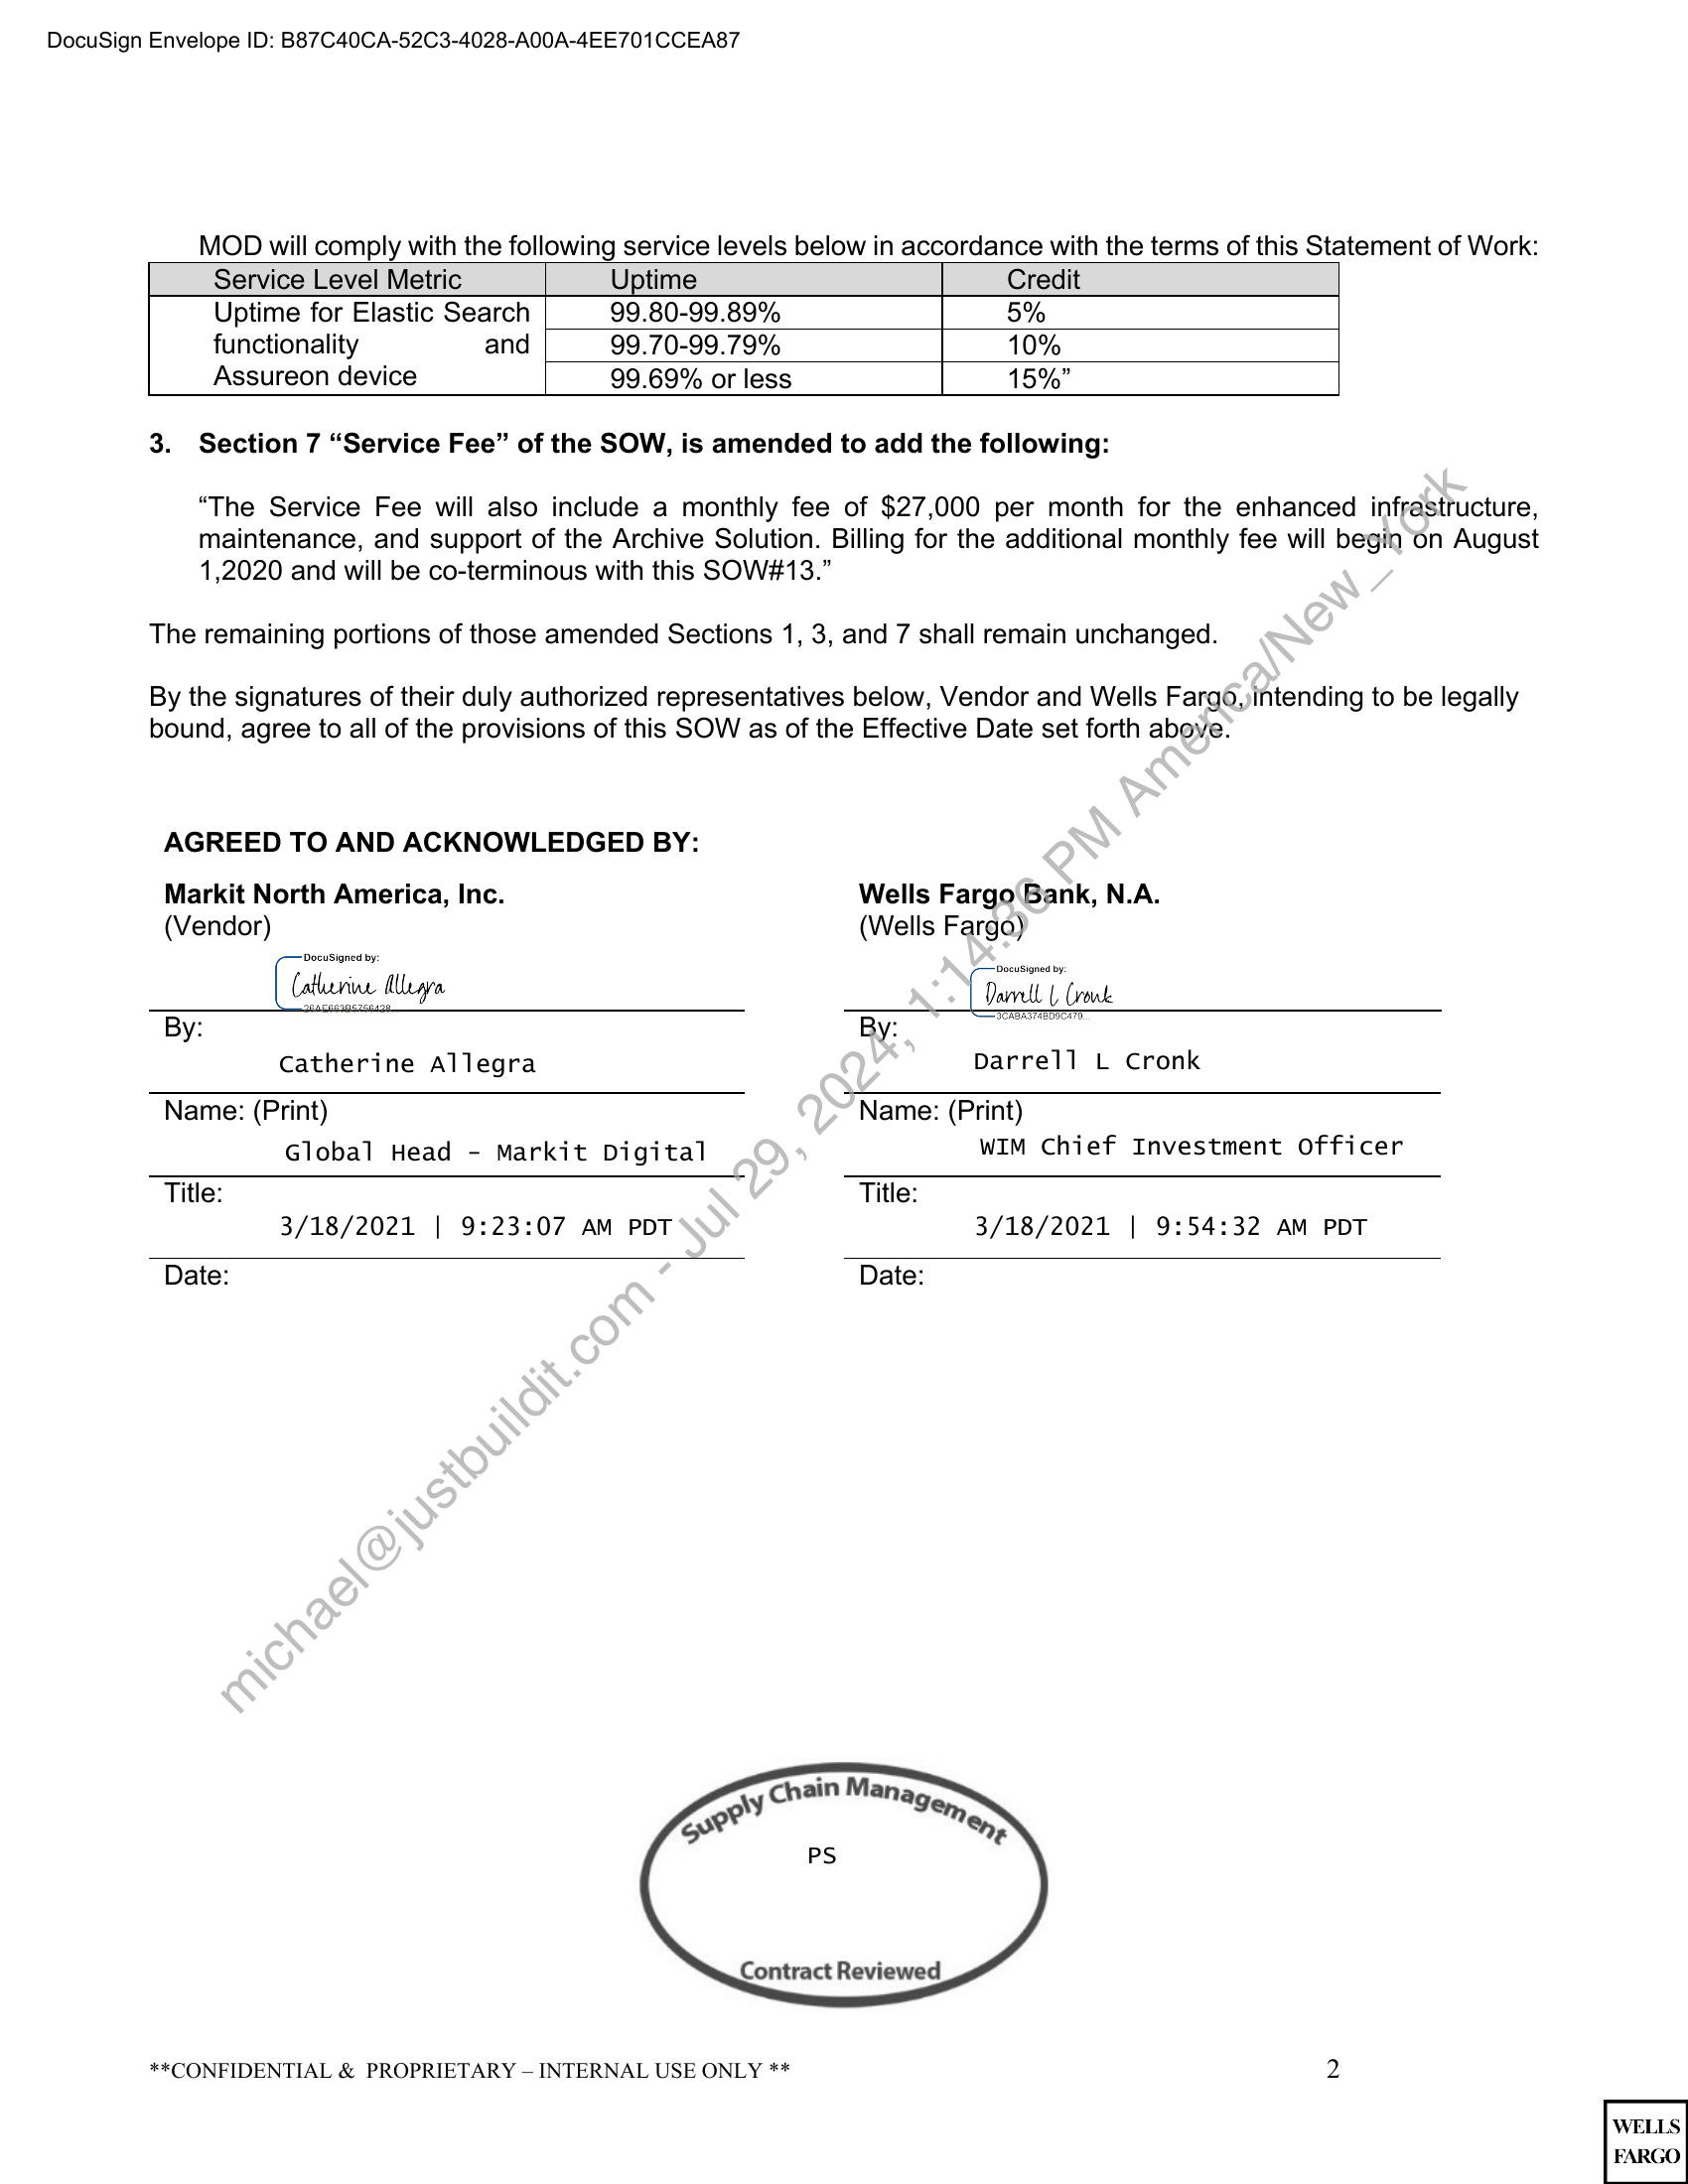 DocuSign Envelope ID: B87C40CA-52C3-4028-A00A-4EE701CCEA87
MOD will comply with the following service levels below in accordance with the terms of this Statement of Work:
Service Level Metric Uptime Credit
Uptime for Elastic Search functionality and Assureon device
99.80-99.89% 5%
99.70-99.79% 10%
99.69% or less 15%”
3. Section 7 “Service Fee” of the SOW, is amended to add the following:
“The Service Fee will also include a monthly fee of $27,000 per month for the enhanced infrastructure,
maintenance, and support of the Archive Solution. Billing for the additional monthly fee will begin on August
1,2020 and will be co-terminous with this SOW#13.”
The remaining portions of those amended Sections 1, 3, and 7 shall remain unchanged.
By the signatures of their duly authorized representatives below, Vendor and Wells Fargo, intending to be legally
bound, agree to all of the provisions of this SOW as of the Effective Date set forth above.
AGREED TO AND ACKNOWLEDGED BY:
Markit North America, Inc.
(Vendor)
DocuSigned by:
Catherine Allegra
By:
Catherine Allegra
Name: (Print)
Global Head - Markit Digital
Title:
3/18/2021 | 9:23:07 AM PDT
Date:
Wells Fargo Bank, N.A.
(Wells Fargo)
DocuSigned by:
Darrell L Cronk
3CABA374BD9C479...
By:
Darrell L Cronk
Name: (Print)
WIM Chief Investment Officer
Title:
3/18/2021 | 9:54:32 AM PDT
Date:
michael@justbuildit.com - Jul 29, 2024, 1:14:36 PM America/New_York
Supply Chain Management
PS
Contract Reviewed
**CONFIDENTIAL & PROPRIETARY – INTERNAL USE ONLY ** 2
WELLS
FARGO